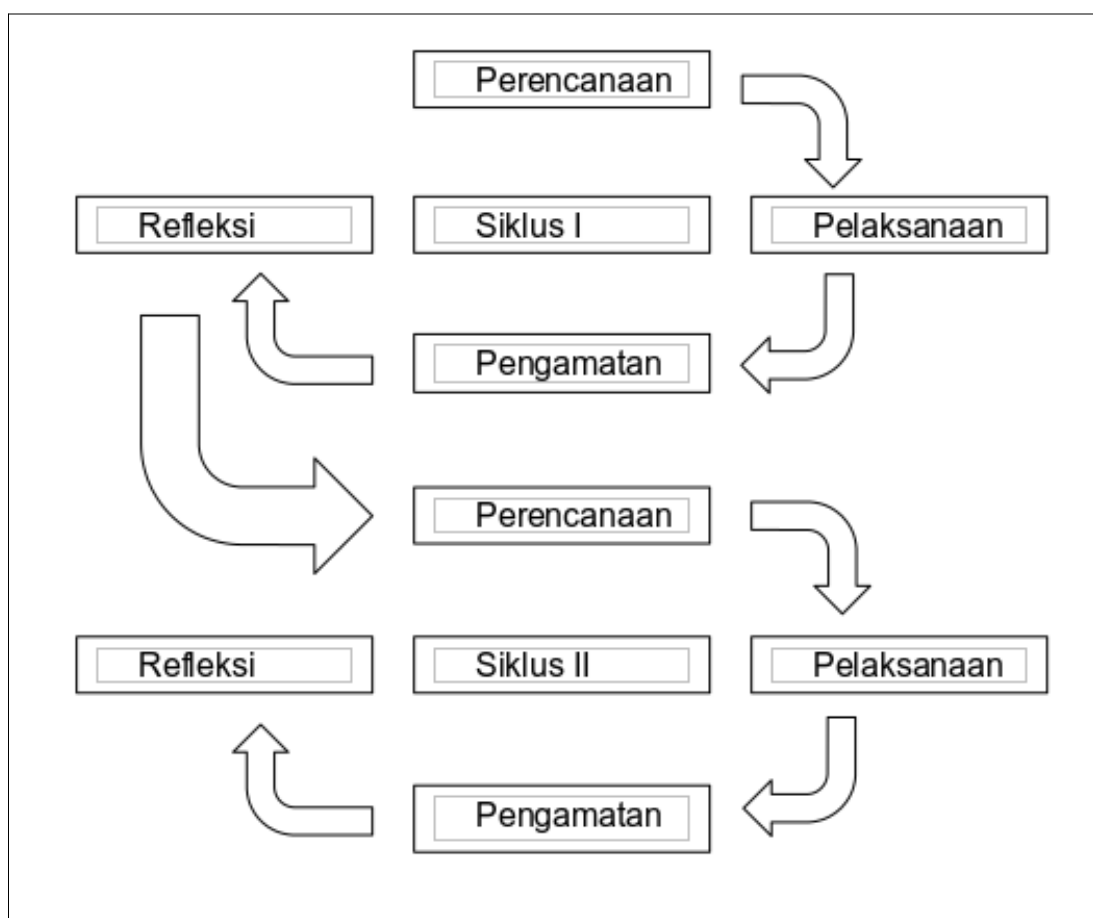 Perencanaan
Refleksi
Siklus I
Pelaksanaan
Pengamatan
Perencanaan
Refleksi
Siklus II
Pelaksanaan
Pengamatan